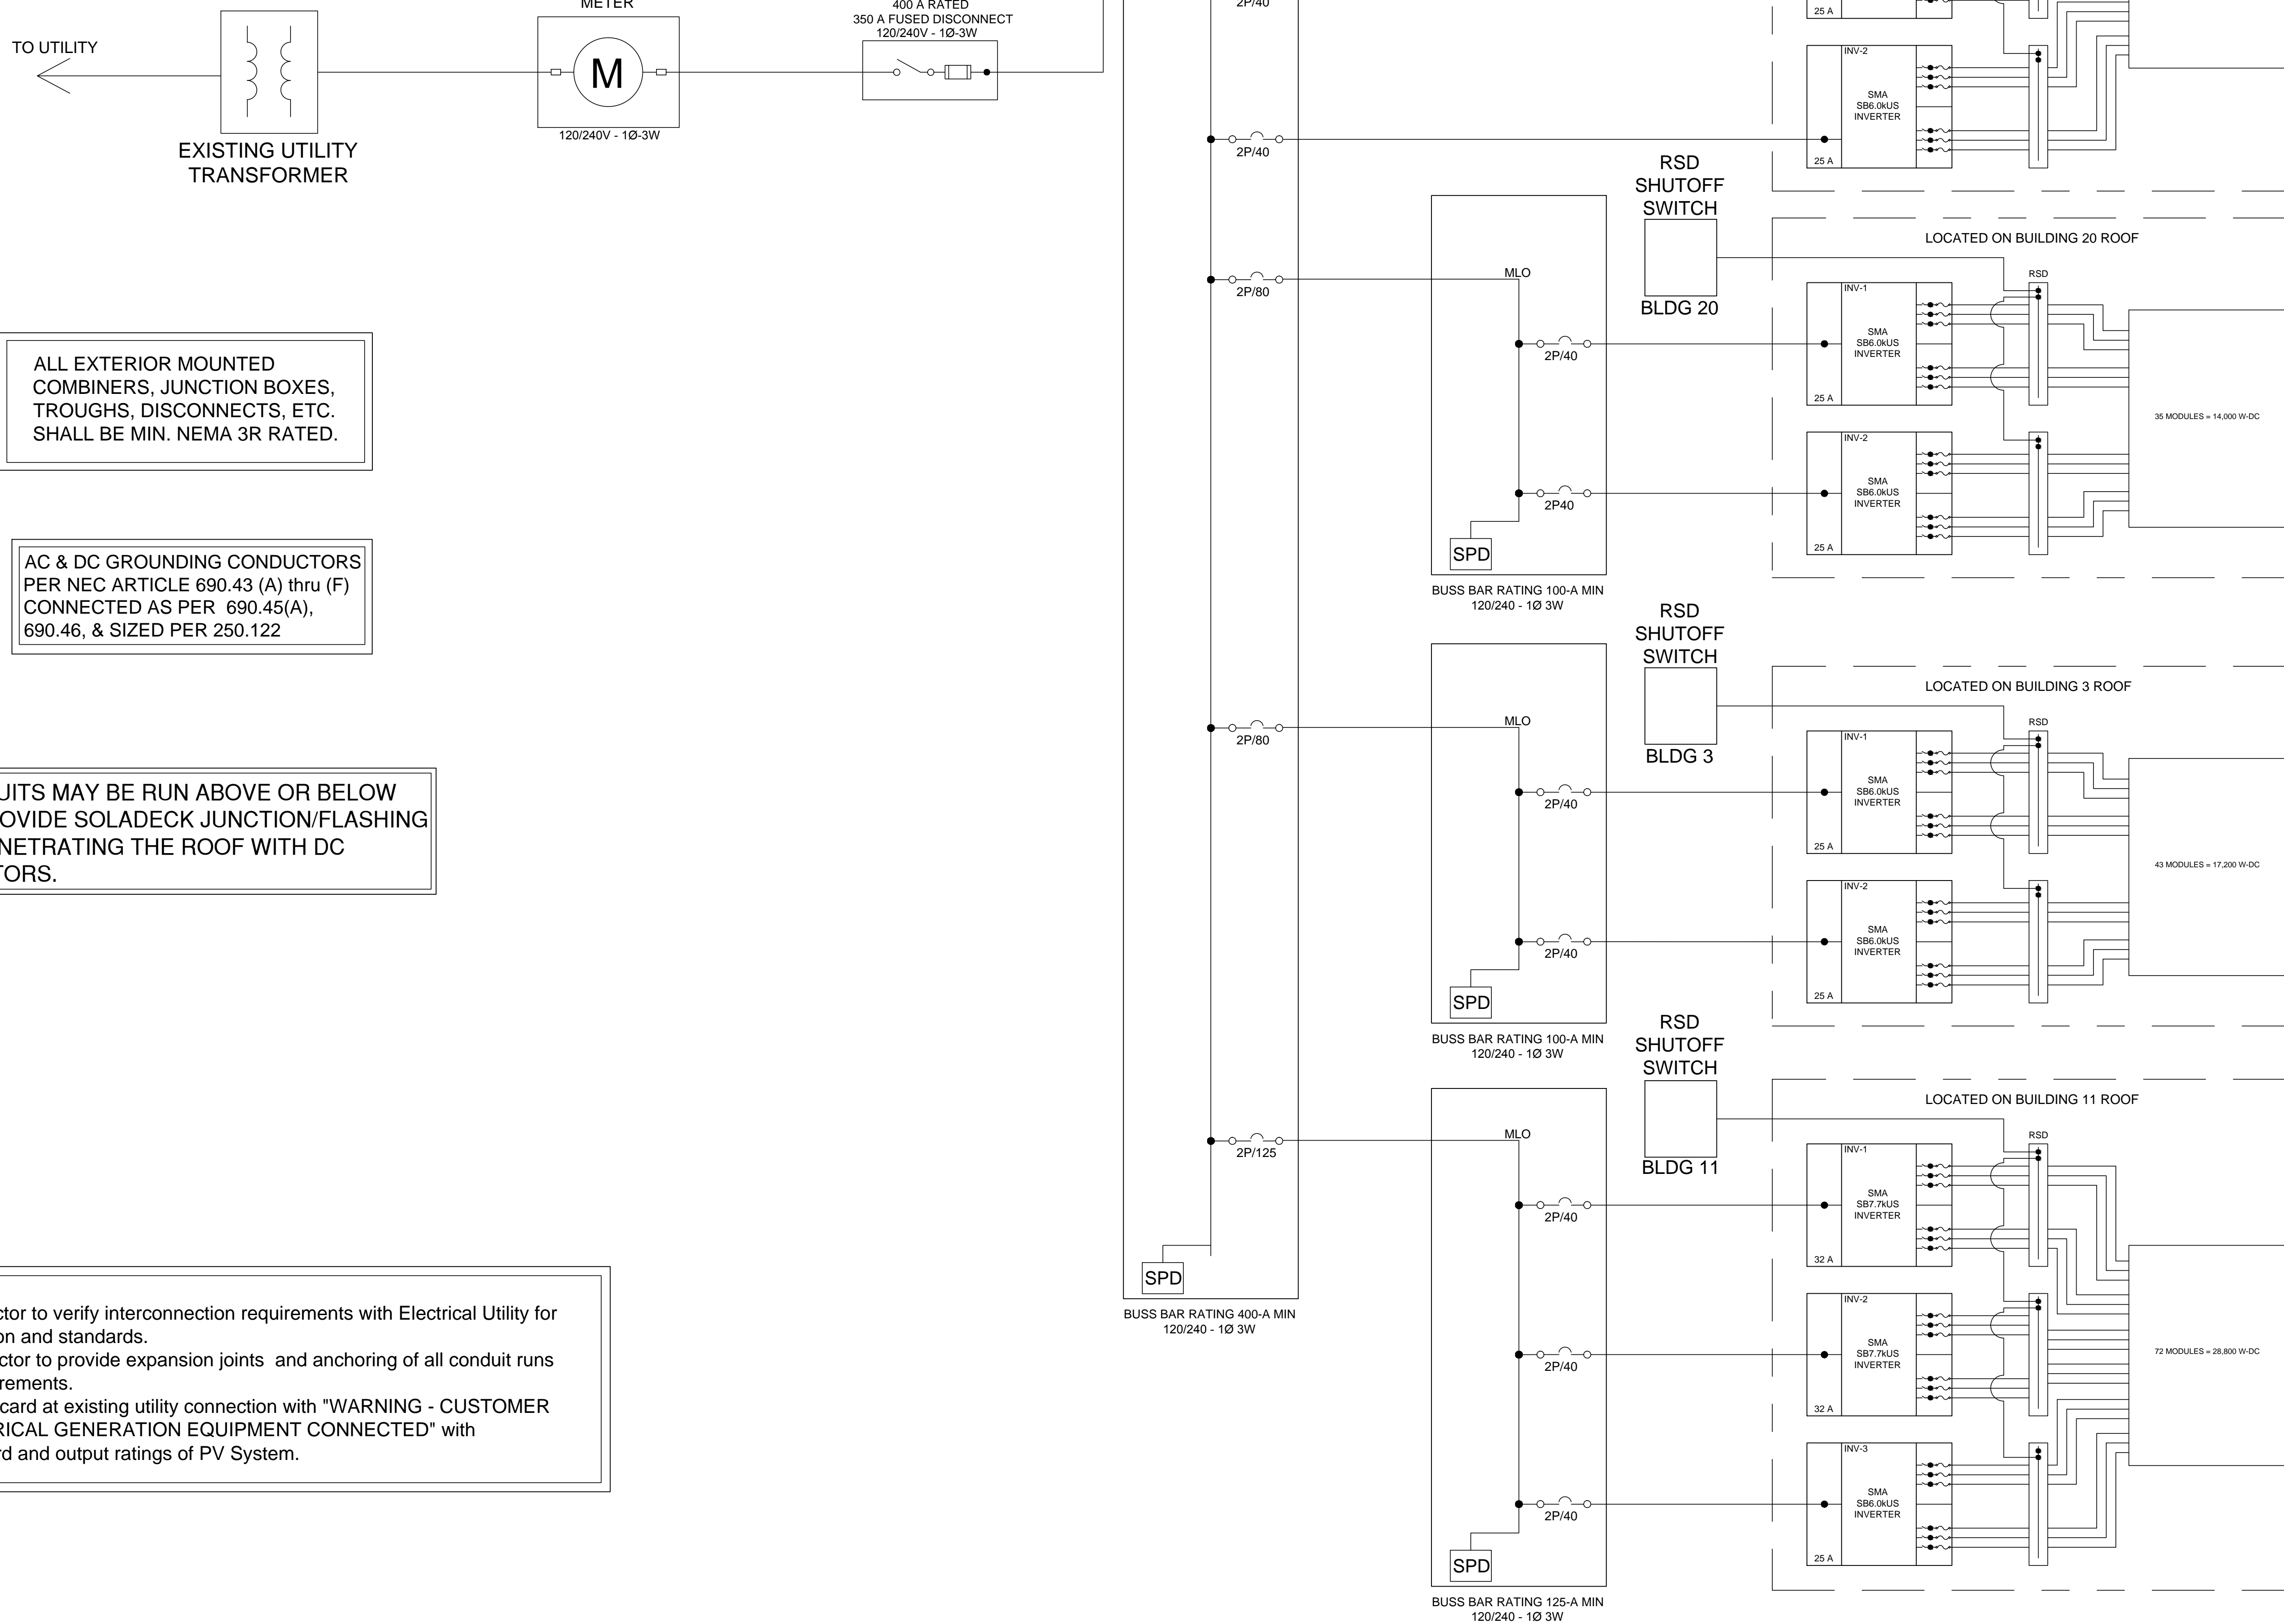 METER
400 A RATED
350 A FUSED DISCONNECT
120/240V - 1Ø-3W
TO UTILITY
M
120/240V - 1Ø-3W
EXISTING UTILITY
TRANSFORMER
ALL EXTERIOR MOUNTED
COMBINERS, JUNCTION BOXES,
TROUGHS, DISCONNECTS, ETC.
SHALL BE MIN. NEMA 3R RATED.
AC & DC GROUNDING CONDUCTORS
PER NEC ARTICLE 690.43 (A) thru (F)
CONNECTED AS PER 690.45(A),
690.46, & SIZED PER 250.122
UITS MAY BE RUN ABOVE OR BELOW
OVIDE SOLADECK JUNCTION/FLASHING
NETRATING THE ROOF WITH DC
TORS.
ctor to verify interconnection requirements with Electrical Utility for
on and standards.
ctor to provide expansion joints and anchoring of all conduit runs
rements.
card at existing utility connection with "WARNING - CUSTOMER
RICAL GENERATION EQUIPMENT CONNECTED" with
rd and output ratings of PV System.
2P/40
2P/40
2P/80
2P/80
2P/125
SPD
BUSS BAR RATING 400-A MIN
120/240 - 1Ø 3W
25 A
INV-2
SMA
SB6.0kUS
INVERTER
25 A
RSD
SHUTOFF
SWITCH
BLDG 20
MLO
2P/40
2P40
SPD
BUSS BAR RATING 100-A MIN
120/240 - 1Ø 3W
LOCATED ON BUILDING 20 ROOF
RSD
INV-1
SMA
SB6.0kUS
INVERTER
25 A
INV-2
SMA
SB6.0kUS
INVERTER
25 A
35 MODULES = 14,000 W-DC
RSD
SHUTOFF
SWITCH
BLDG 3
MLO
2P/40
2P/40
SPD
BUSS BAR RATING 100-A MIN
120/240 - 1Ø 3W
LOCATED ON BUILDING 3 ROOF
RSD
INV-1
SMA
SB6.0kUS
INVERTER
25 A
INV-2
SMA
SB6.0kUS
INVERTER
25 A
43 MODULES = 17,200 W-DC
RSD
SHUTOFF
SWITCH
BLDG 11
MLO
2P/40
2P/40
2P/40
SPD
BUSS BAR RATING 125-A MIN
120/240 - 1Ø 3W
LOCATED ON BUILDING 11 ROOF
RSD
INV-1
SMA
SB7.7kUS
INVERTER
32 A
INV-2
SMA
SB7.7kUS
INVERTER
32 A
INV-3
SMA
SB6.0kUS
INVERTER
25 A
72 MODULES = 28,800 W-DC